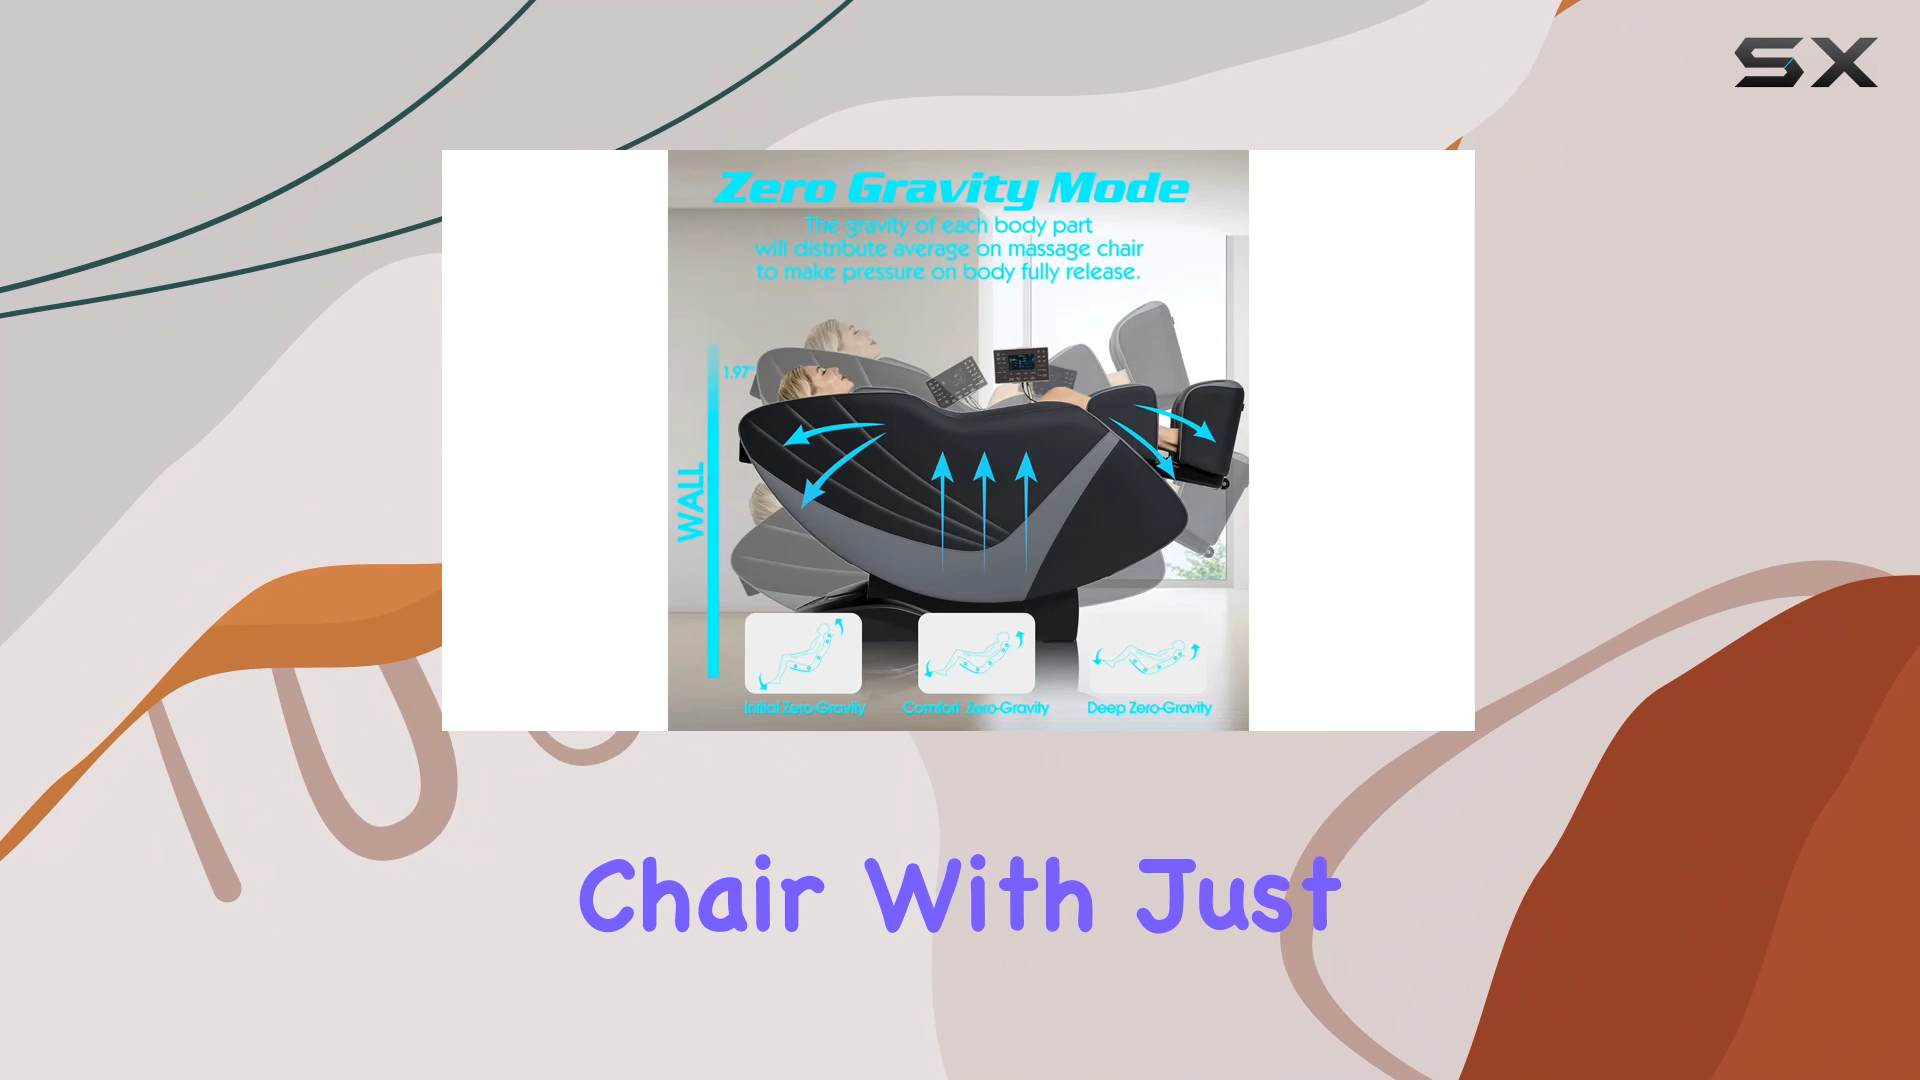 SX
Zero Gravity Mode
The gravity of each body part
will distribute average on massage chair
to make pressure on body fully release.
1.97"
WALL
Initial Zero-Gravity
Comfort Zero-Gravity
Deep Zero-Gravity
Chair With Just